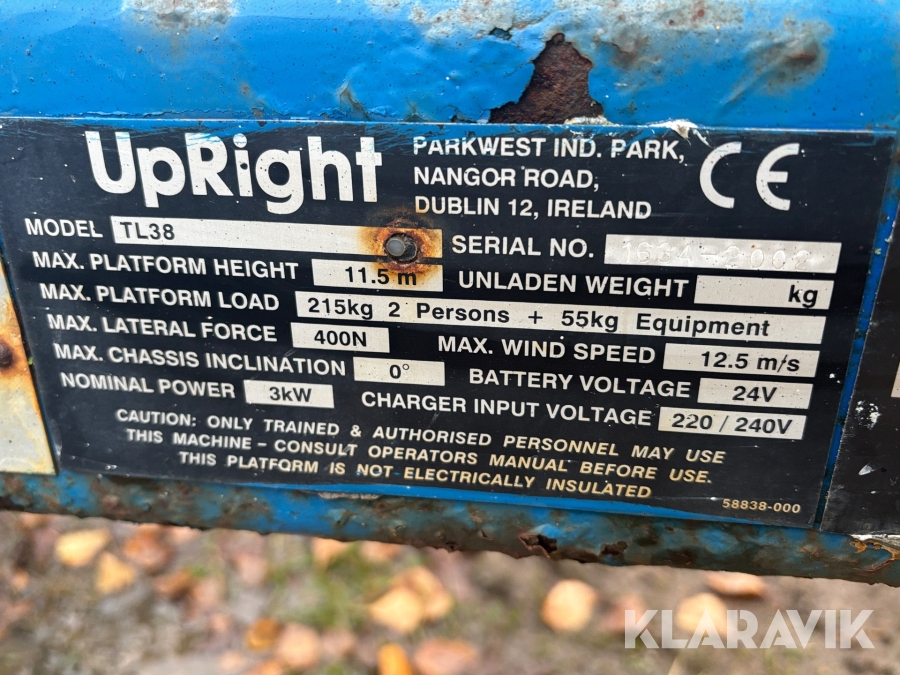 UpRight
PARKWEST IND. PARK,
NANGOR ROAD,
DUBLIN 12, IRELAND
CE
MODEL TL38
SERIAL NO.
MAX. PLATFORM HEIGHT 11.5 m
UNLADEN WEIGHT kg
MAX. PLATFORM LOAD 215kg 2 Persons + 55kg Equipment
MAX. LATERAL FORCE 400N
MAX. WIND SPEED 12.5 m/s
MAX. CHASSIS INCLINATION 0°
BATTERY VOLTAGE 24V
NOMINAL POWER 3kW
CHARGER INPUT VOLTAGE 220 / 240V
CAUTION: ONLY TRAINED & AUTHORISED PERSONNEL MAY USE
THIS MACHINE - CONSULT OPERATORS MANUAL BEFORE USE.
THIS PLATFORM IS NOT ELECTRICALLY INSULATED
58838-000
KLARAVIK